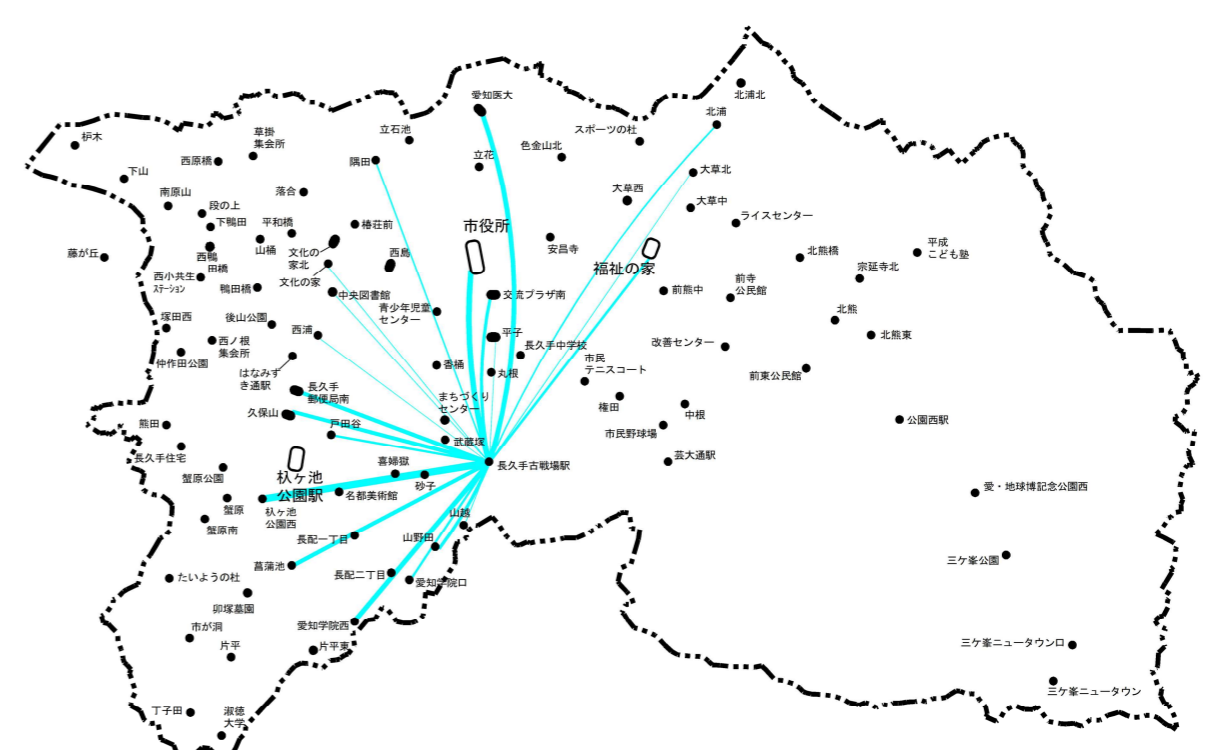 愛知医大
北浦北
北浦
スポーツの杜
立石池
枦木
草掛
集会所
色金山北
立花
西原橋
隅田
大草北
下山
大草西
南原山
落合
大草中
段の上
ライスセンター
下鴨田
平和橋
椿荘前
市役所
平成
こども塾
藤が丘
西鴨
田橋
山桶
文化の
家北
西島
安昌寺
北熊橋
福祉の家
宗延寺北
西小共生
ステーション
鴨田橋
文化の家
中央図書館
交流プラザ南
前熊中
前寺
公民館
青少年児童
センター
北熊
塚田西
後山公園
西浦
平子
北熊東
西ノ根
集会所
長久手中学校
改善センター
仲作田公園
市民
テニスコート
はなみず
き通駅
香桶
丸根
前東公民館
長久手
郵便局南
まちづくり
センター
権田
中根
久保山
熊田
戸田谷
市民野球場
公園西駅
武蔵塚
長久手住宅
喜婦嶽
長久手古戦場駅
芸大通駅
蟹原公園
杁ヶ池
公園駅
砂子
愛・地球博記念公園西
名都美術館
蟹原
杁ヶ池
公園西
山越
蟹原南
長配一丁目
山野田
三ケ峯公園
菖蒲池
たいようの杜
長配二丁目
愛知学院口
卯塚墓園
市が洞
愛知学院西
片平
片平東
三ケ峯ニュータウン口
三ケ峯ニュータウン
丁子田
淑徳
大学